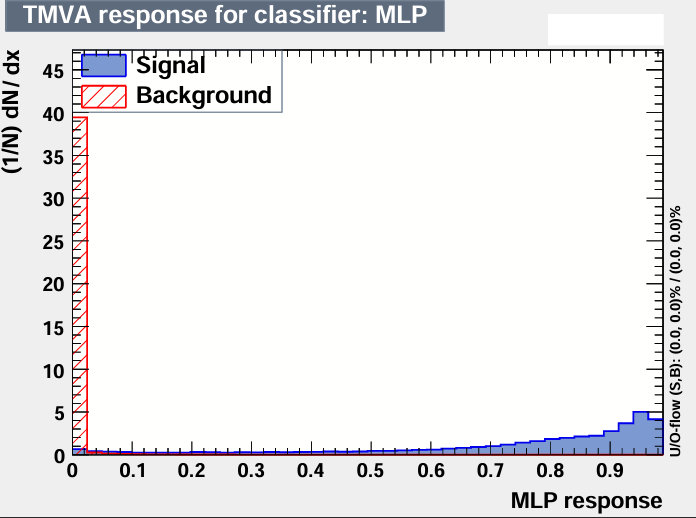 TMVA response for classifier: MLP
(1/N) dN / dx
Signal
Background
45
40
35
30
25
20
15
10
5
0
0 0.1 0.2 0.3 0.4 0.5 0.6 0.7 0.8 0.9
MLP response
U/O-flow (S,B): (0.0, 0.0)% / (0.0, 0.0)%